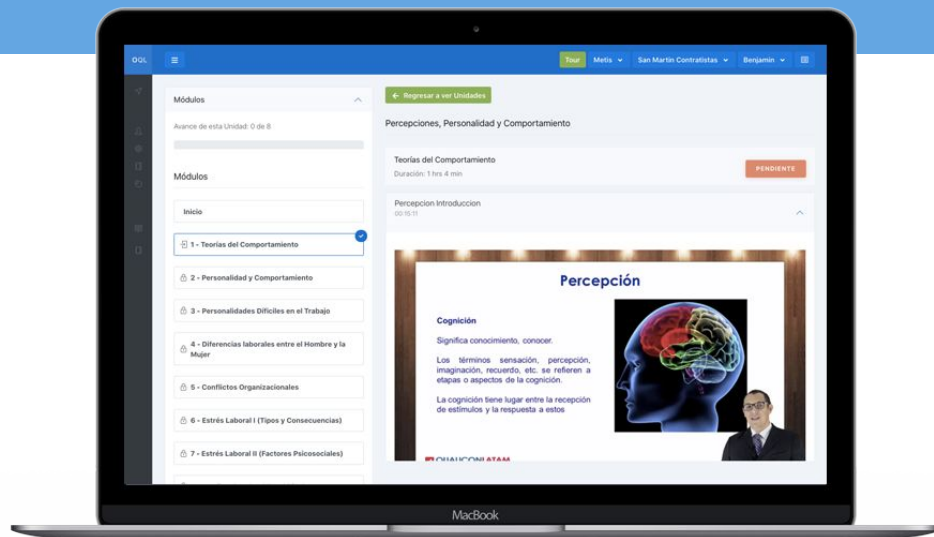 OQL
Tour
Metis
San Martin Contratistas
Benjamin
Módulos
Avance de esta Unidad: 0 de 8
Módulos
Inicio
1 - Teorías del Comportamiento
2 - Personalidad y Comportamiento
3 - Personalidades Difíciles en el Trabajo
4 - Diferencias laborales entre el Hombre y la
Mujer
5 - Conflictos Organizacionales
6 - Estrés Laboral I (Tipos y Consecuencias)
7 - Estrés Laboral II (Factores Psicosociales)
← Regresar a ver Unidades
Percepciones, Personalidad y Comportamiento
Teorías del Comportamiento
Duración: 1 hrs 4 min
PENDIENTE
Percepcion Introduccion
00:15:11
Percepción
Cognición
Significa conocimiento, conocer.
Los términos sensación, percepción,
imaginación, recuerdo, etc. se refieren a
etapas o aspectos de la cognición.
La cognición tiene lugar entre la recepción
de estímulos y la respuesta a estos
MacBook